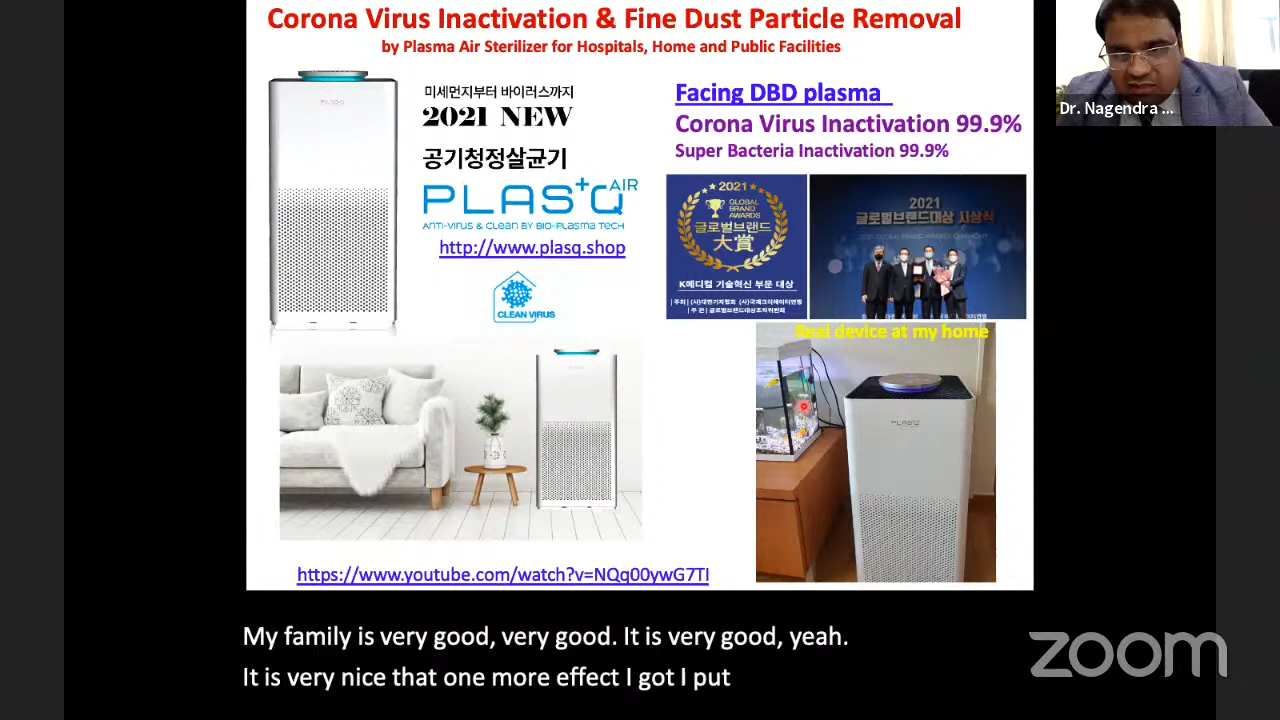 Corona Virus Inactivation & Fine Dust Particle Removal
by Plasma Air Sterilizer for Hospitals, Home and Public Facilities
미세먼지부터 바이러스까지
2021 NEW
공기청정살균기
PLAS+Q AIR
ANTI-VIRUS & CLEAN BY BIO-PLASMA TECH
http://www.plasq.shop
CLEAN VIRUS
Facing DBD plasma
Corona Virus Inactivation 99.9%
Super Bacteria Inactivation 99.9%
2021
GLOBAL
BRAND
AWARDS
글로벌브랜드
大賞
K메디컬 기술혁신 부문 대상
2021
글로벌브랜드대상 시상식
Real device at my home
PLASQ
https://www.youtube.com/watch?v=NQq00ywG7TI
Dr. Nagendra ...
My family is very good, very good. It is very good, yeah.
It is very nice that one more effect I got I put
zoom